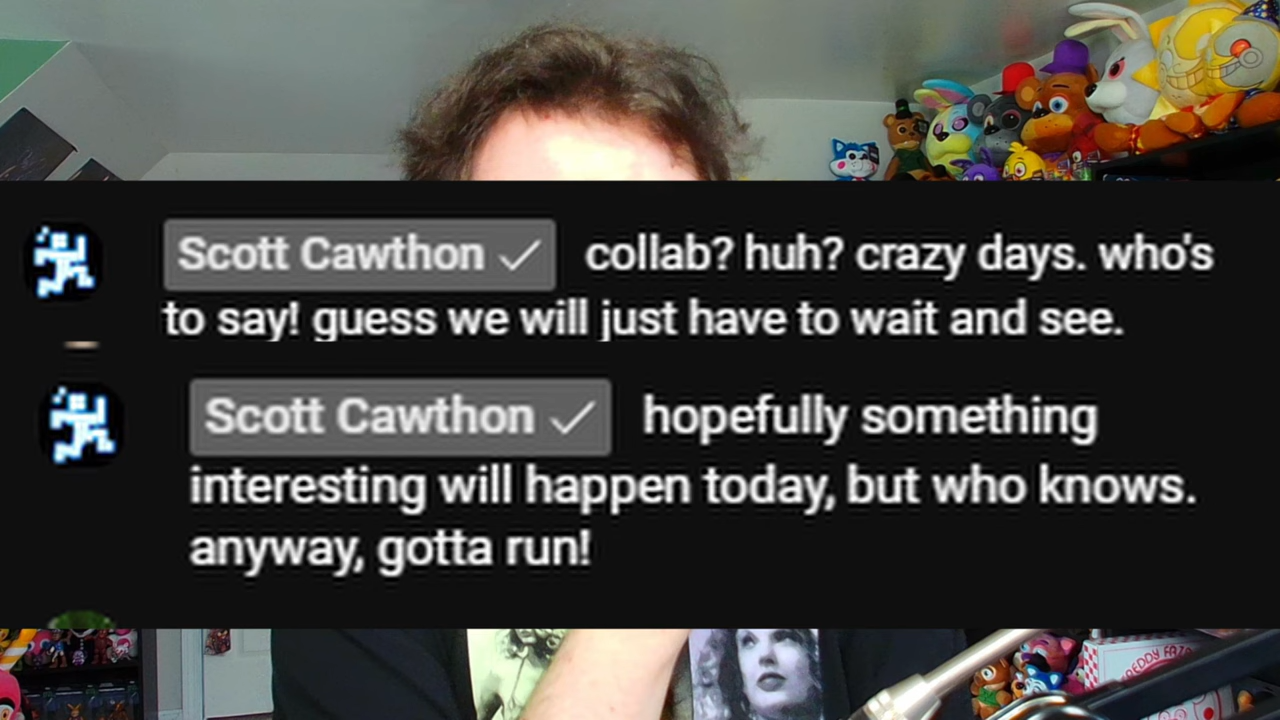 Scott Cawthon ✓ collab? huh? crazy days. who's
to say! guess we will just have to wait and see.
Scott Cawthon ✓ hopefully something
interesting will happen today, but who knows.
anyway, gotta run!